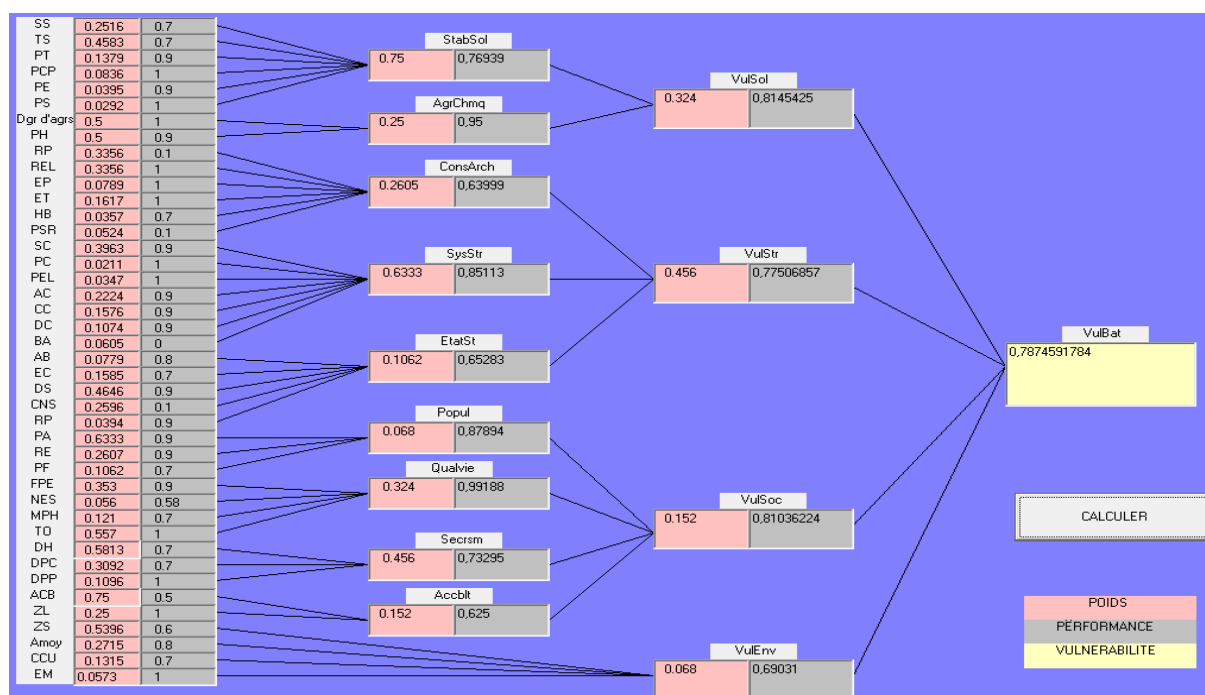 SS 0.2516 0.7
TS 0.4583 0.7
PT 0.1379 0.9
PCP 0.0836 1
PE 0.0395 0.9
PS 0.0292 1
Dgr d'agrs 0.5 1
PH 0.5 0.9
RP 0.3356 0.1
REL 0.3356 1
EP 0.0789 1
ET 0.1617 1
HB 0.0357 0.7
PSR 0.0524 0.1
SC 0.3963 0.9
PC 0.0211 1
PEL 0.0347 1
AC 0.2224 0.9
CC 0.1576 0.9
DC 0.1074 0.9
BA 0.0605 0
AB 0.0779 0.8
EC 0.1585 0.7
DS 0.4646 0.9
CNS 0.2596 0.1
RP 0.0394 0.9
PA 0.6333 0.9
RE 0.2607 0.9
PF 0.1062 0.7
FPE 0.353 0.9
NES 0.056 0.58
MPH 0.121 0.7
TO 0.557 1
DH 0.5813 0.7
DPC 0.3092 0.7
DPP 0.1096 1
ACB 0.75 0.5
ZL 0.25 1
ZS 0.5396 0.6
Amoy 0.2715 0.8
CCU 0.1315 0.7
EM 0.0573 1
StabSol
0.75 0,76939
AgrChmq
0.25 0,95
ConsArch
0.2605 0,63999
SysStr
0.6333 0,85113
EtatSt
0.1062 0,65283
Popul
0.068 0,87894
Qualvie
0.324 0,99188
Secrsm
0.456 0,73295
Accblt
0.152 0,625
VulSol
0.324 0,8145425
VulStr
0.456 0,77506857
VulSoc
0.152 0,81036224
VulEnv
0.068 0,69031
VulBat
0,7874591784
CALCULER
POIDS
PËRFORMANCE
VULNERABILITE